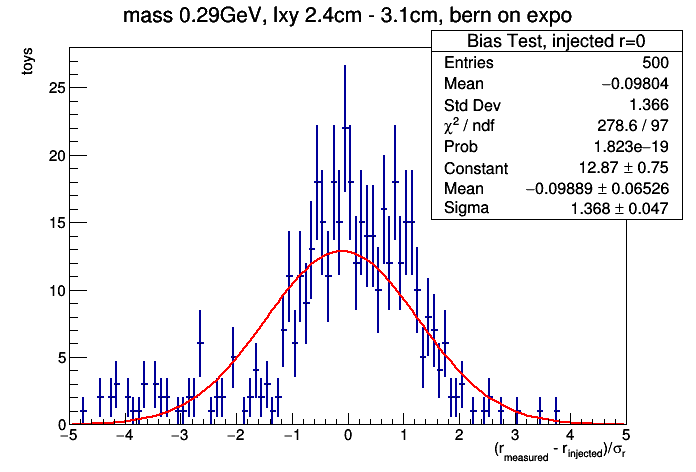 mass 0.29GeV, lxy 2.4cm - 3.1cm, bern on expo
toys
Bias Test, injected r=0
Entries 500
Mean −0.09804
Std Dev 1.366
χ² / ndf 278.6 / 97
Prob 1.823e−19
Constant 12.87 ± 0.75
Mean −0.09889 ± 0.06526
Sigma 1.368 ± 0.047
25
20
15
10
5
0
−5 −4 −3 −2 −1 0 1 2 3 4 5
(r_measured - r_injected)/σ_r